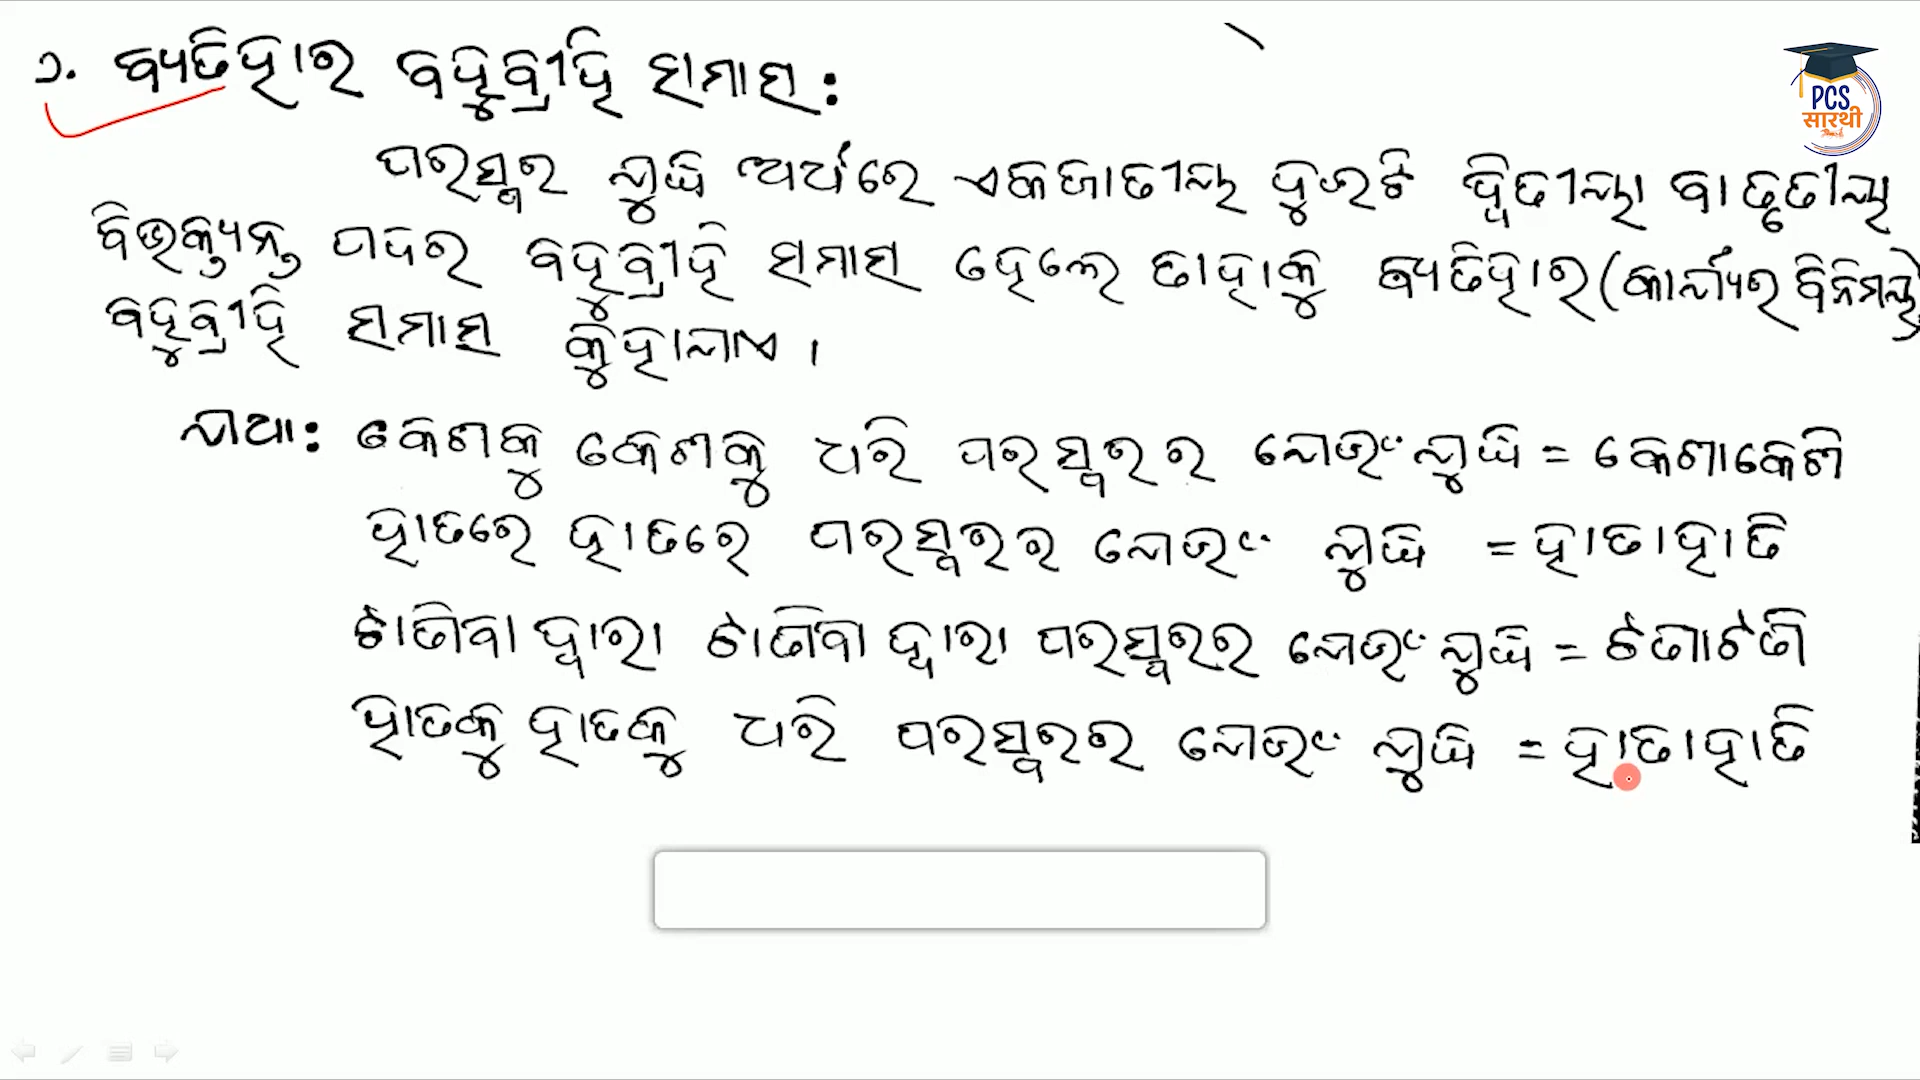 ୨. ବ୍ୟତିହାର ବହୁବ୍ରୀହି ସମାସ :
PCS
सारथी
ପରସ୍ପର ଯୁଦ୍ଧ ଅର୍ଥରେ ଏକଜାତୀୟ ଦୁଇଟି ଦ୍ୱିତୀୟା ବା ତୃତୀୟା
ବିଭକ୍ତ୍ୟନ୍ତ ପଦର ବହୁବ୍ରୀହି ସମାସ ହେଲେ ତାହାକୁ ବ୍ୟତିହାର (କାର୍ଯ୍ୟର ବିନିମୟ)
ବହୁବ୍ରୀହି ସମାସ କୁହାଯାଏ ।
ଯଥା : କେଶକୁ କେଶକୁ ଧରି ପରସ୍ପରର ଯେଉଁ ଯୁଦ୍ଧ = କେଶାକେଶି
ହାତରେ ହାତରେ ପରସ୍ପରର ଯେଉଁ ଯୁଦ୍ଧ = ହାତାହାତି
ଟାଣିବା ଦ୍ୱାରା ଟାଣିବା ଦ୍ୱାରା ପରସ୍ପରର ଯେଉଁ ଯୁଦ୍ଧ = ଟଣାଟଣି
ହାତକୁ ହାତକୁ ଧରି ପରସ୍ପରର ଯେଉଁ ଯୁଦ୍ଧ = ହାତାହାତି